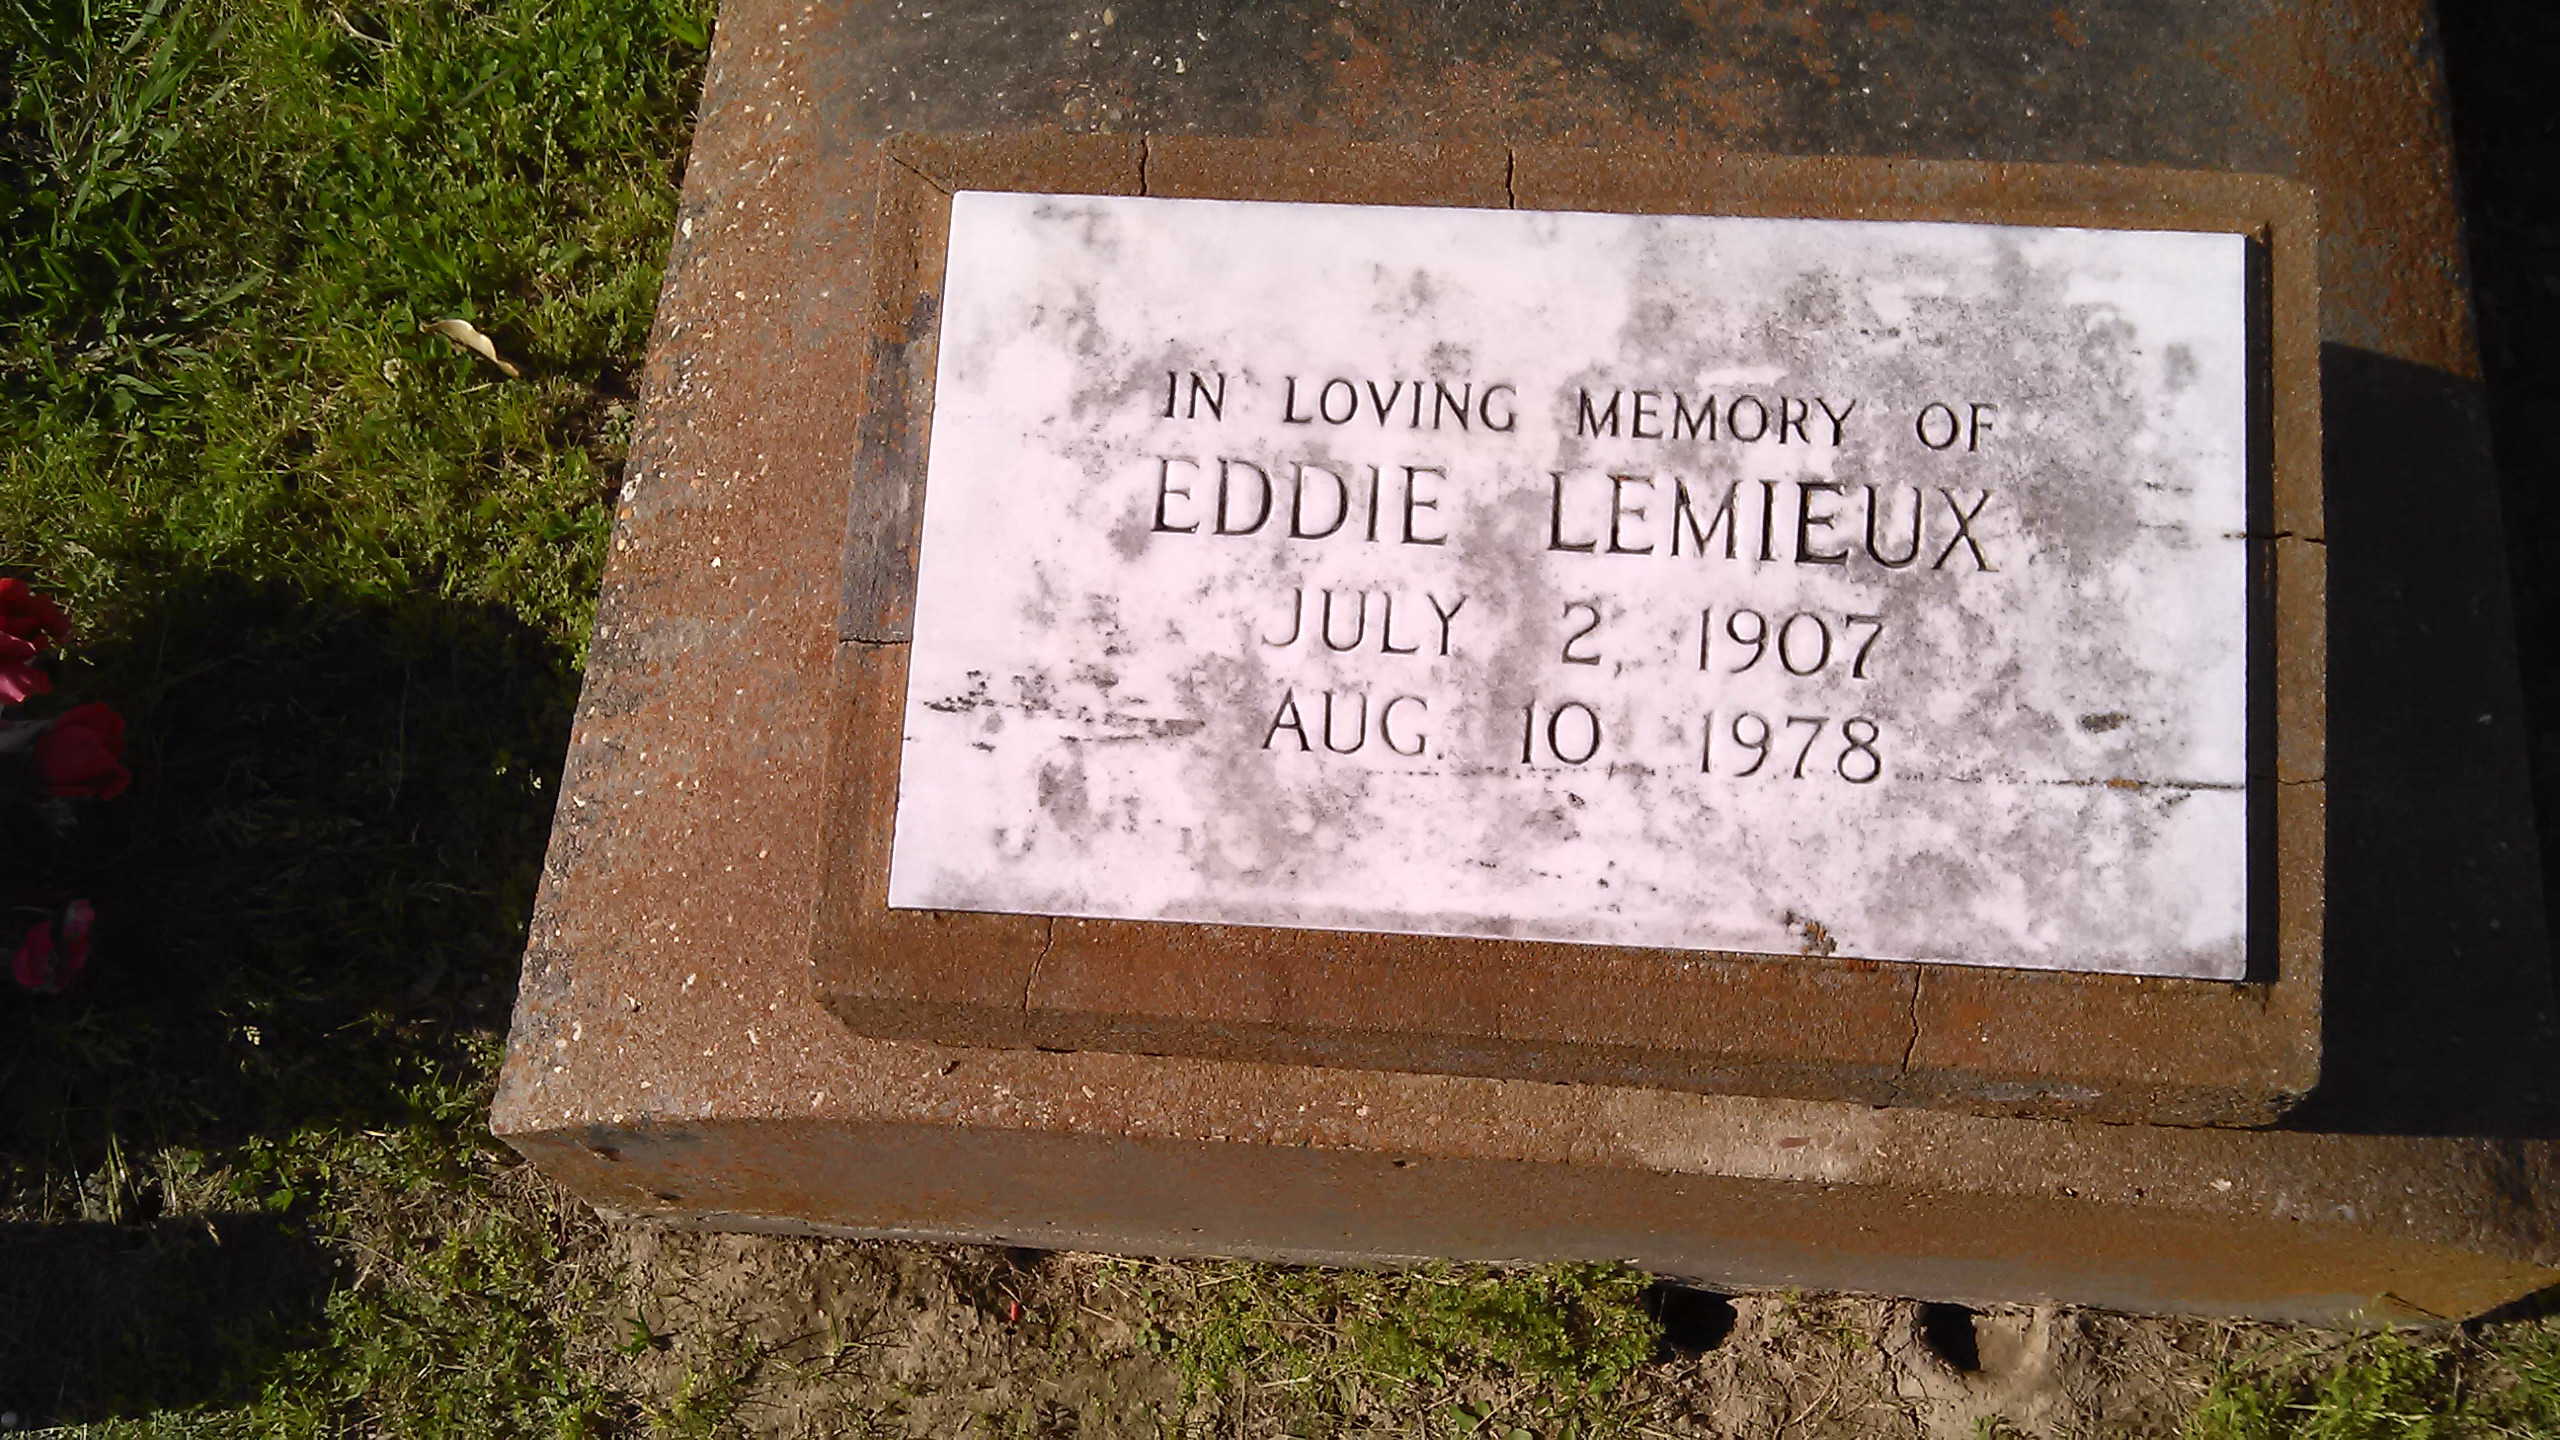 IN LOVING MEMORY OF
EDDIE LEMIEUX
JULY 2, 1907
AUG. 10, 1978